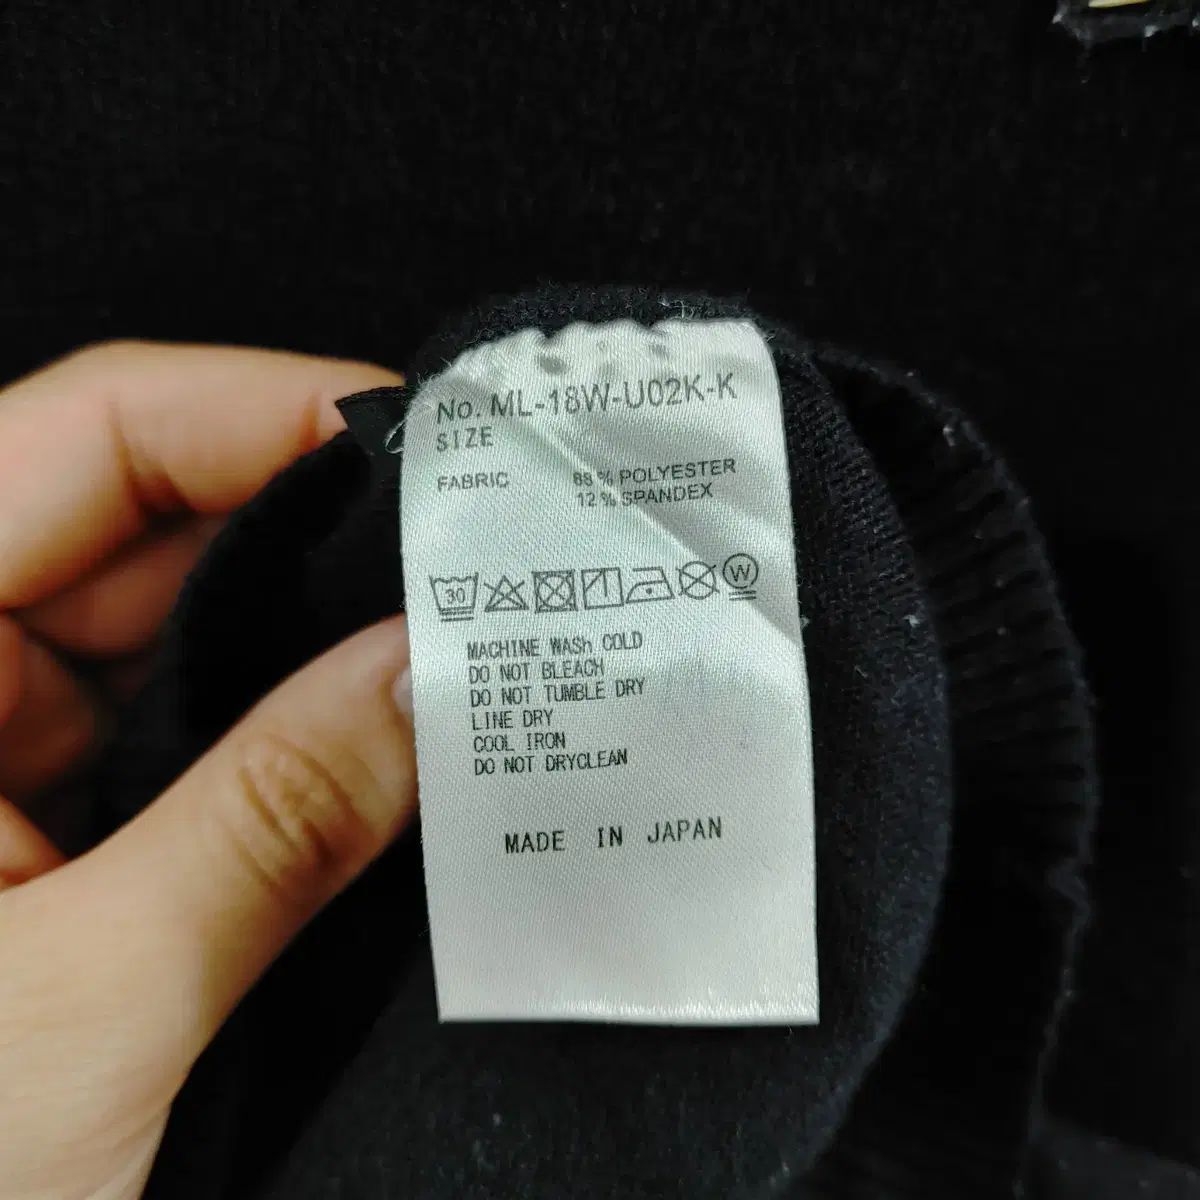 No. ML-18W-U02K-K
SIZE
FABRIC 88 % POLYESTER
12 % SPANDEX
30 W
MACHINE WASh COLD
DO NOT BLEACH
DO NOT TUMBLE DRY
LINE DRY
COOL IRON
DO NOT DRYCLEAN
MADE IN JAPAN